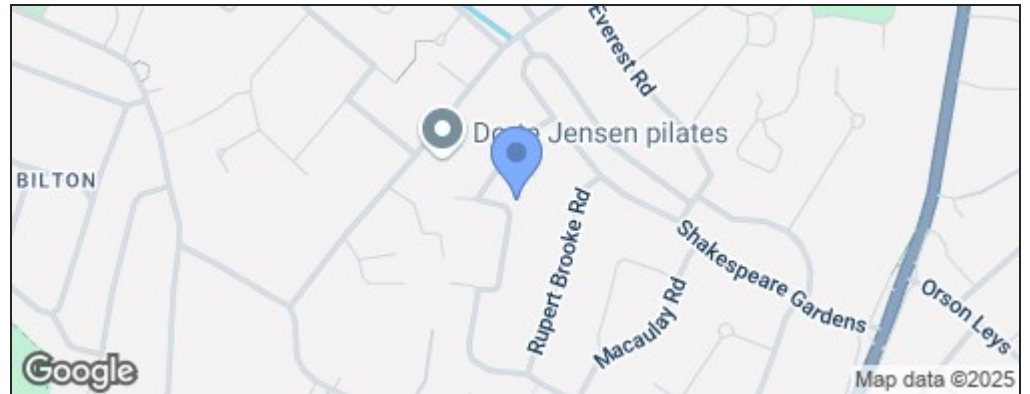 Everest Rd
Jensen pilates
BILTON
Rupert Brooke Rd
Shakespeare Gardens
Macaulay Rd
Orson Leys
Google
Map data ©2025